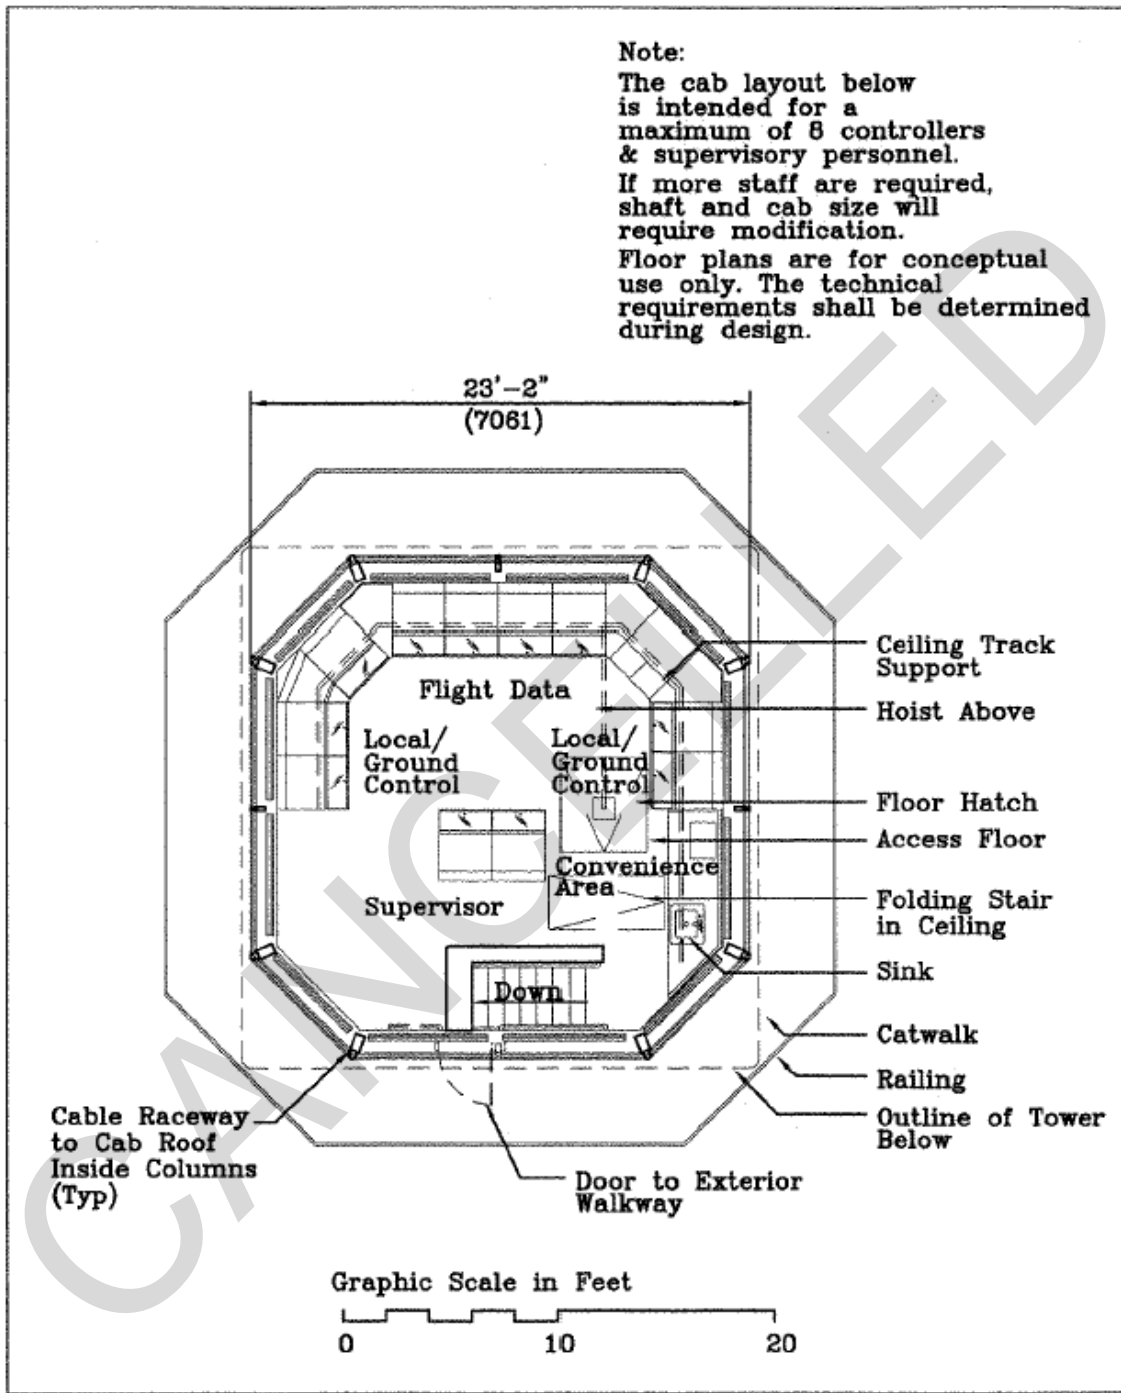 Note:
The cab layout below
is intended for a
maximum of 8 controllers
& supervisory personnel.
If more staff are required,
shaft and cab size will
require modification.
Floor plans are for conceptual
use only. The technical
requirements shall be determined
during design.
23'-2"
(7061)
Flight Data
Local/
Ground
Control
Local/
Ground
Control
Convenience
Area
Supervisor
Down
Ceiling Track
Support
Hoist Above
Floor Hatch
Access Floor
Folding Stair
in Ceiling
Sink
Catwalk
Railing
Outline of Tower
Below
Cable Raceway
to Cab Roof
Inside Columns
(Typ)
Door to Exterior
Walkway
Graphic Scale in Feet
0 10 20
CANCELLED